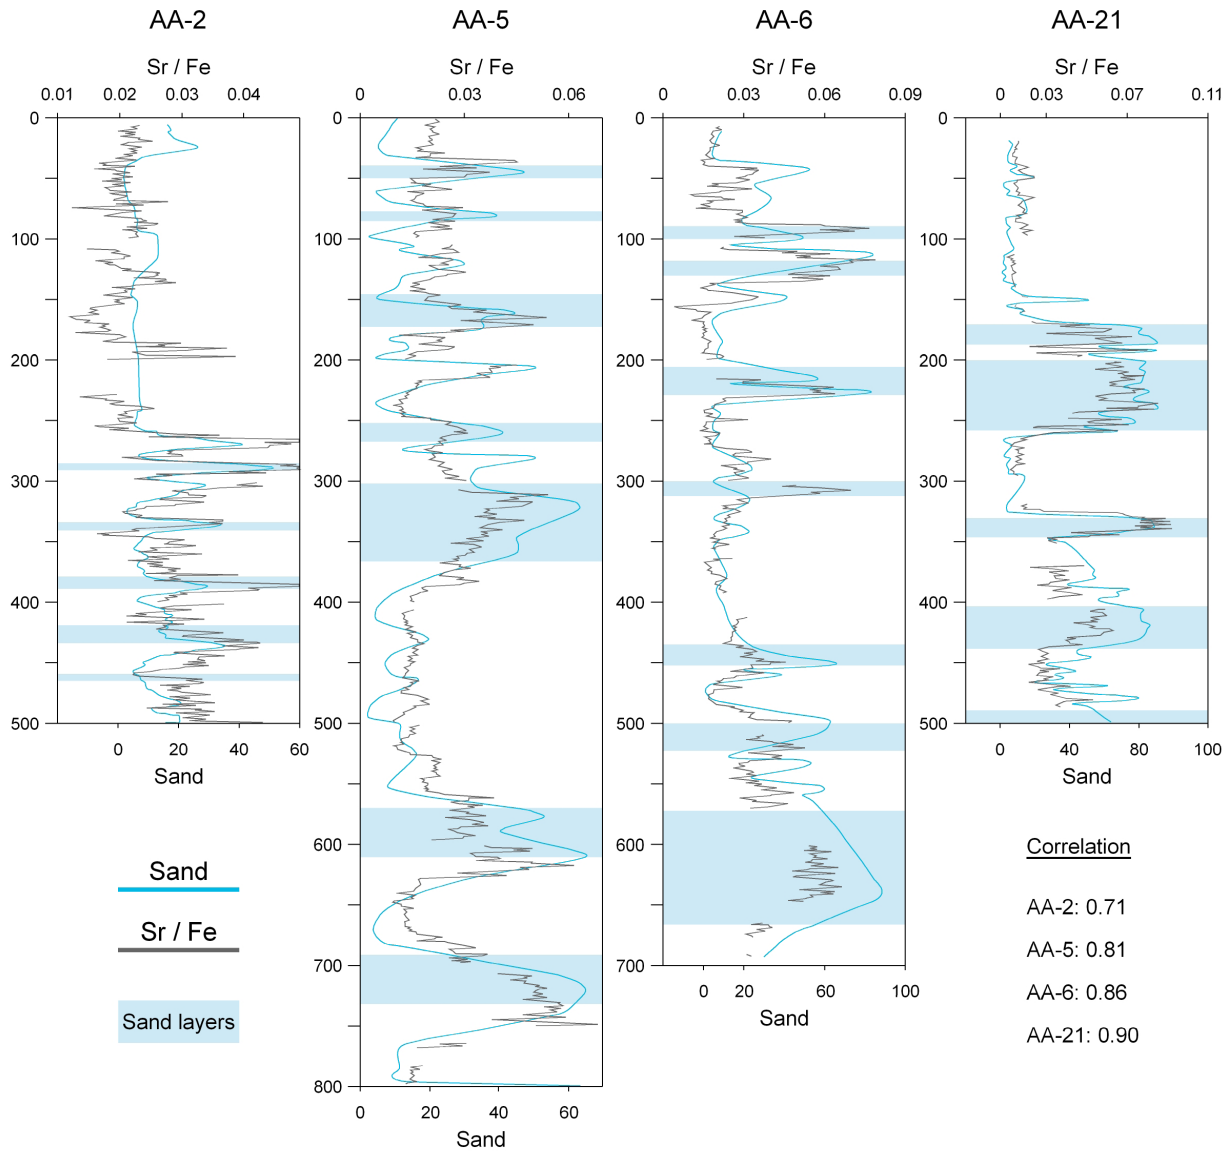 AA-2 AA-5 AA-6 AA-21
Sr / Fe Sr / Fe Sr / Fe Sr / Fe
0.01 0.02 0.03 0.04 0 0.03 0.06 0 0.03 0.06 0.09 0 0.03 0.07 0.11
0 0 0 0
100 100 100 100
200 200 200 200
300 300 300 300
400 400 400 400
500 500 500 500
0 20 40 60 0 40 80 100
Sand Sand
600 600
700 700
0 20 60 100
Sand
800
0 20 40 60
Sand
Sand
Sr / Fe
Sand layers
Correlation
AA-2: 0.71
AA-5: 0.81
AA-6: 0.86
AA-21: 0.90